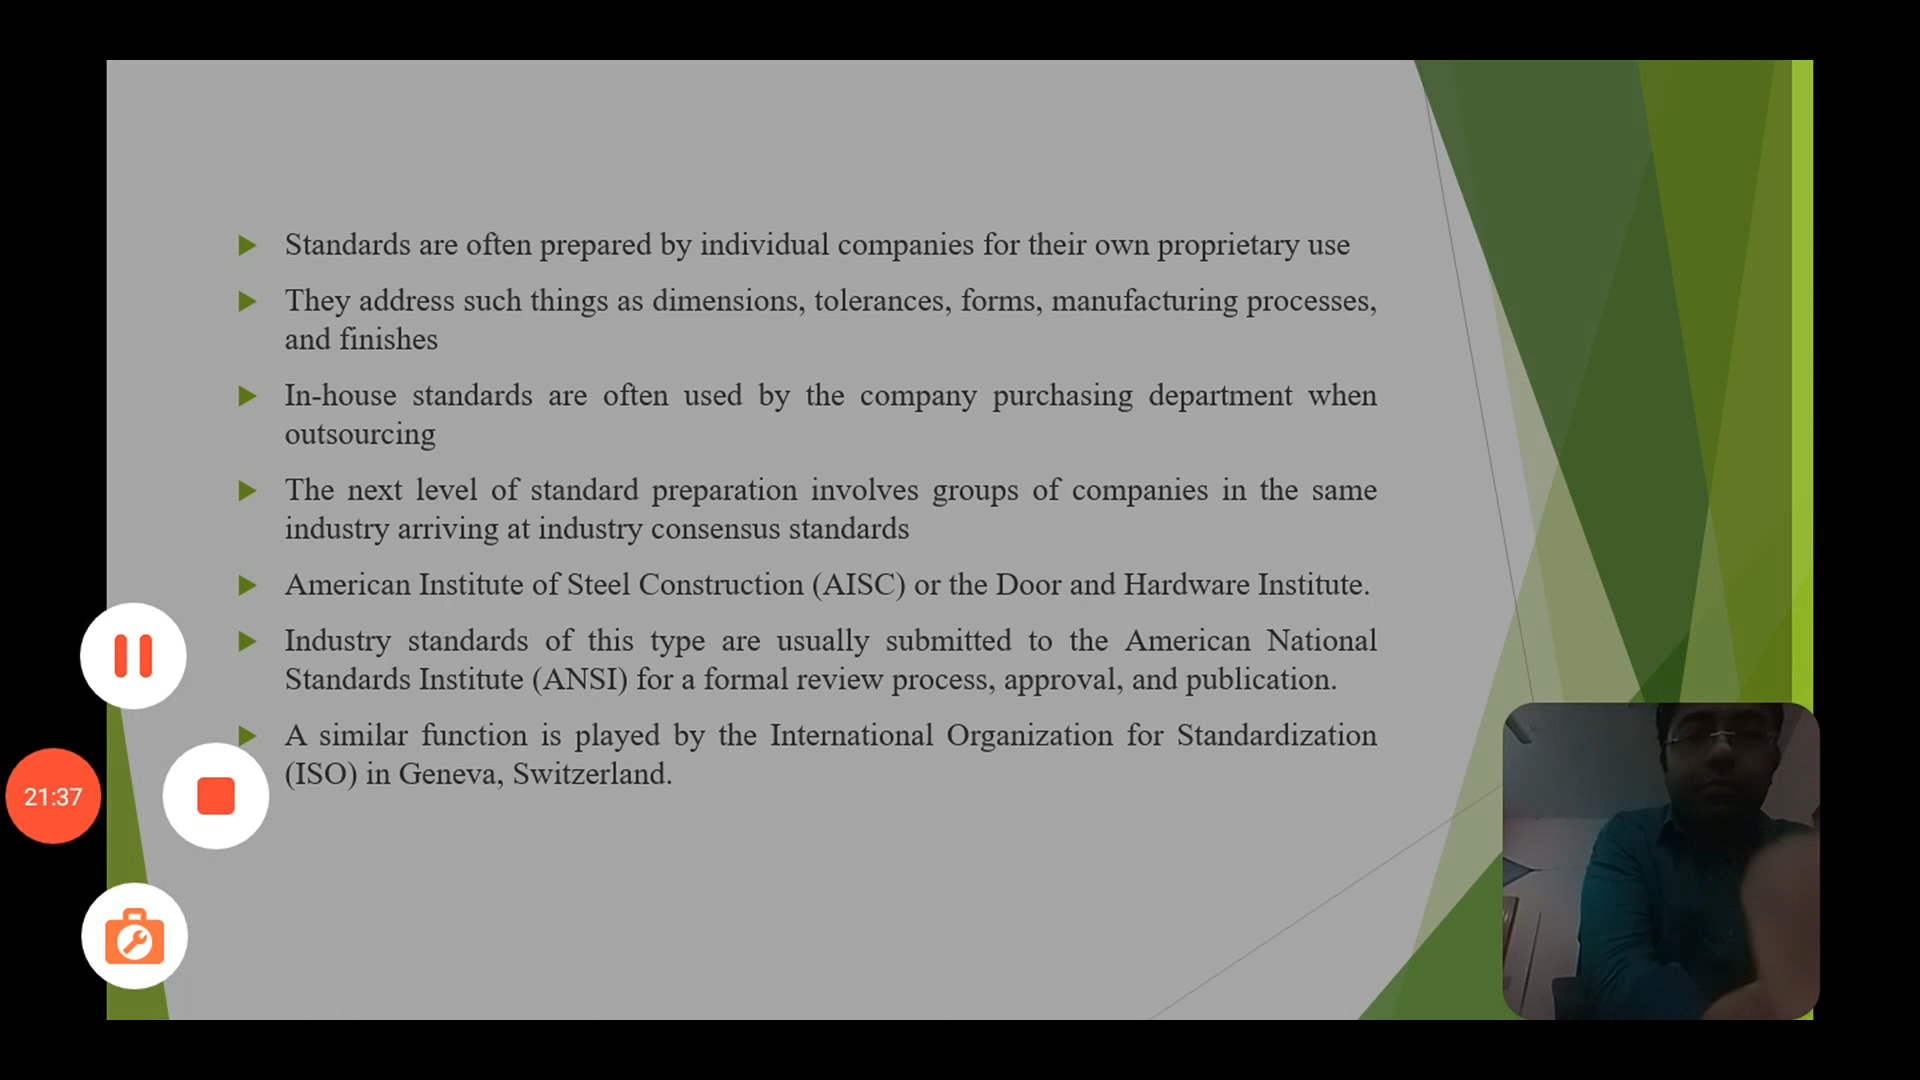 Standards are often prepared by individual companies for their own proprietary use
They address such things as dimensions, tolerances, forms, manufacturing processes,
and finishes
In-house standards are often used by the company purchasing department when
outsourcing
The next level of standard preparation involves groups of companies in the same
industry arriving at industry consensus standards
American Institute of Steel Construction (AISC) or the Door and Hardware Institute.
Industry standards of this type are usually submitted to the American National
Standards Institute (ANSI) for a formal review process, approval, and publication.
A similar function is played by the International Organization for Standardization
(ISO) in Geneva, Switzerland.
21:37